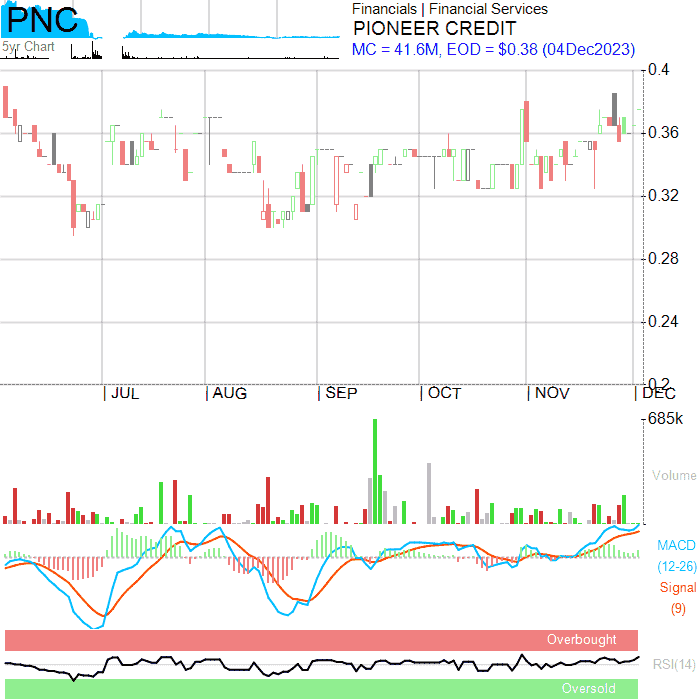 PNC
5yr Chart
Financials | Financial Services
PIONEER CREDIT
MC = 41.6M, EOD = $0.38 (04Dec2023)
0.4
0.36
0.32
0.28
0.24
0.2
| JUL | AUG | SEP | OCT | NOV | DEC
685k
Volume
MACD
(12-26)
Signal
(9)
Overbought
RSI(14)
Oversold